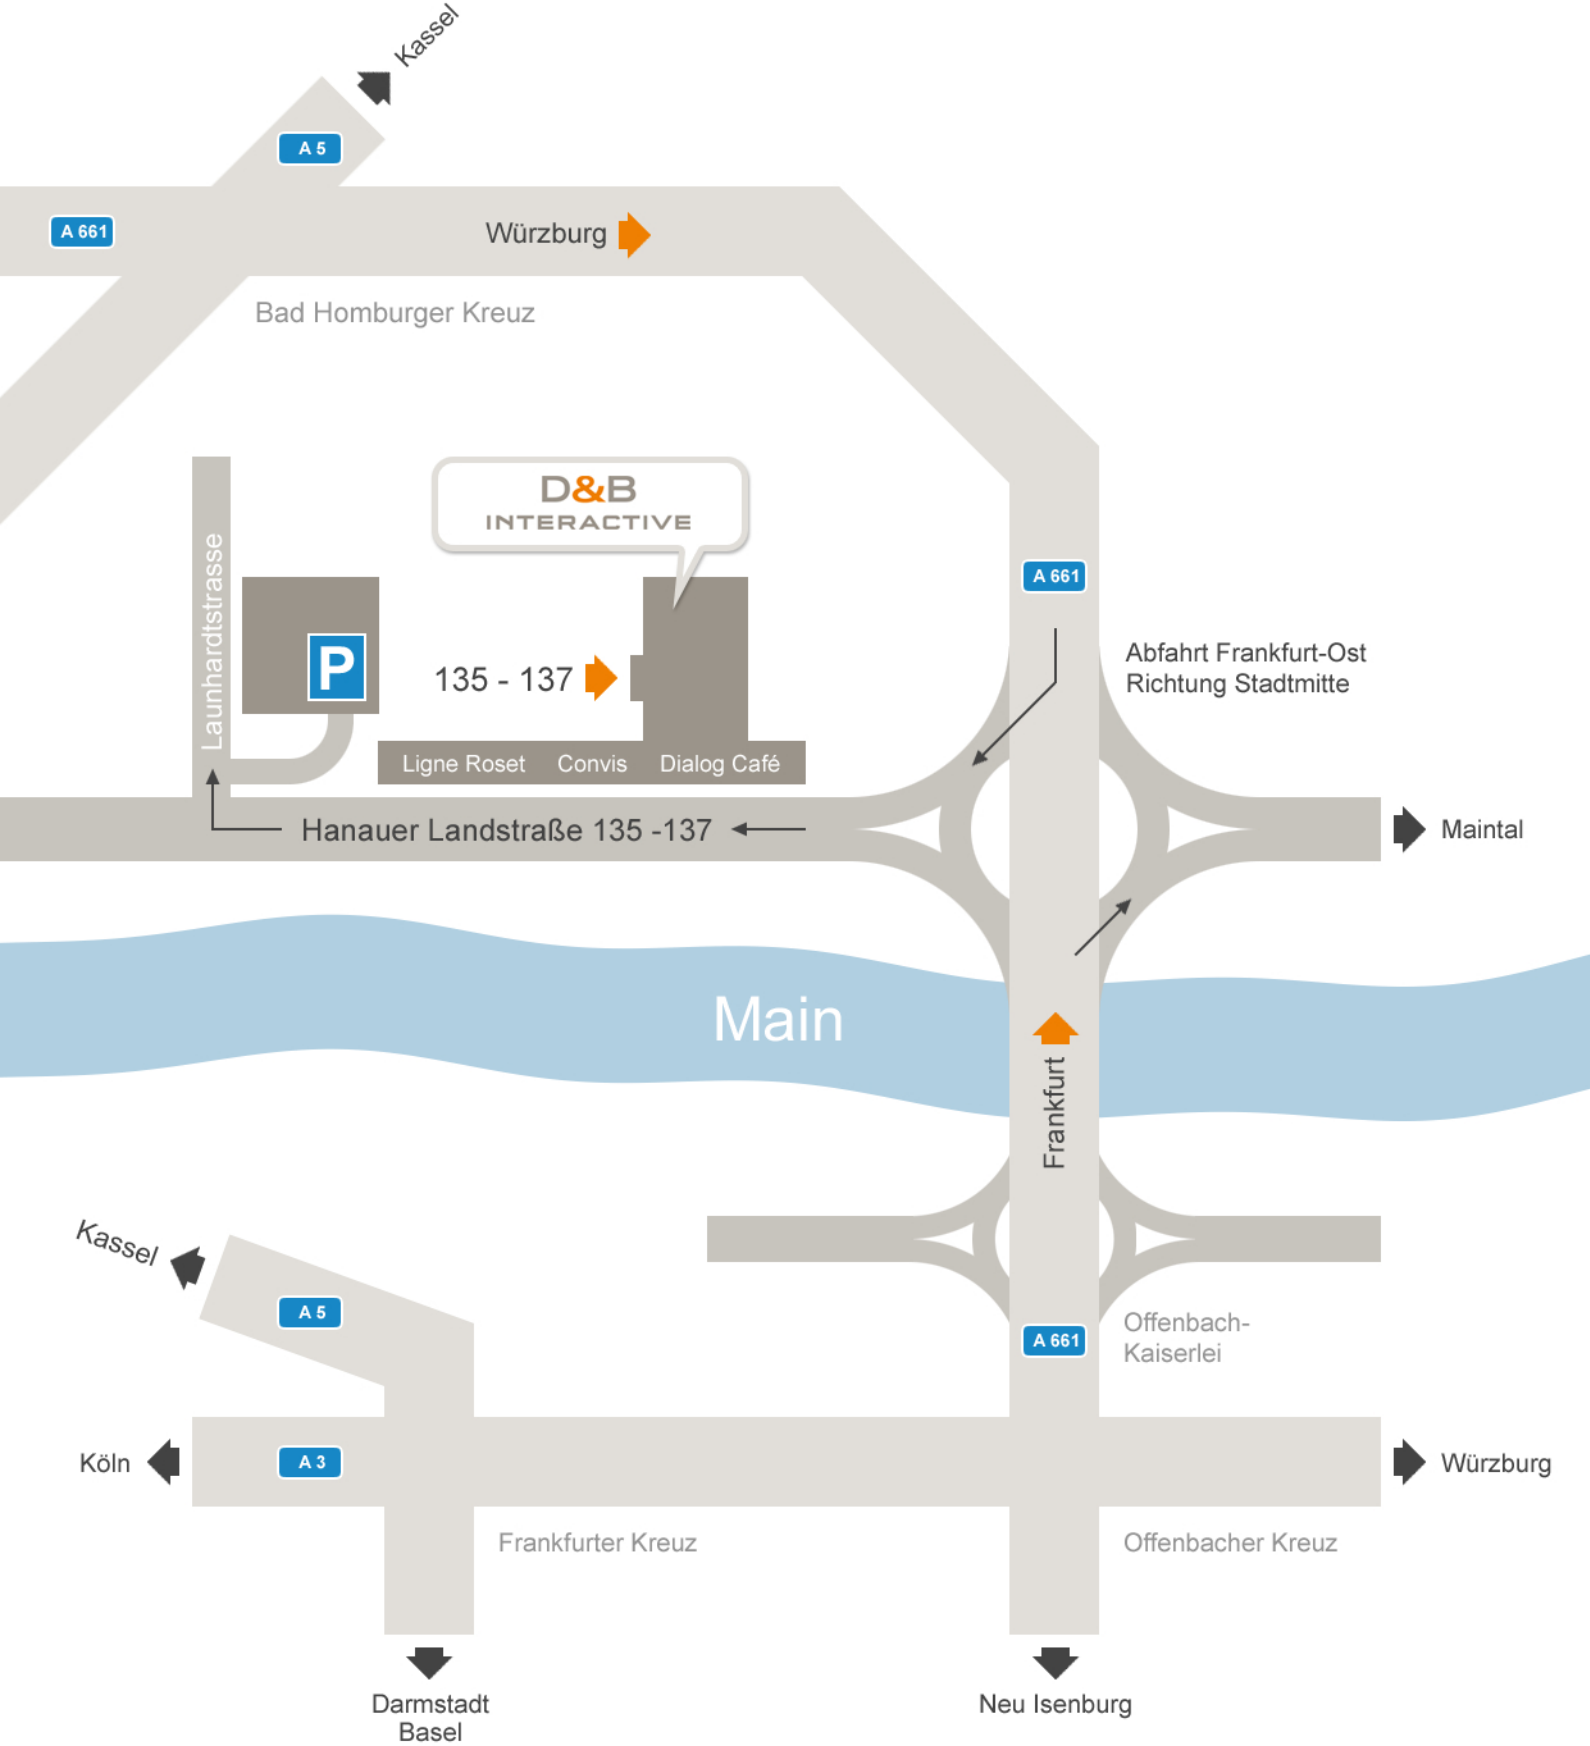 Kassel
A 5
A 661
Würzburg
Bad Homburger Kreuz
D&B
INTERACTIVE
Launhardtstrasse
A 661
P
135 - 137
Abfahrt Frankfurt-Ost
Richtung Stadtmitte
Ligne Roset
Convis
Dialog Café
Hanauer Landstraße 135 -137
Maintal
Main
Frankfurt
Kassel
A 5
A 661
Offenbach-
Kaiserlei
Köln
A 3
Würzburg
Frankfurter Kreuz
Offenbacher Kreuz
Darmstadt
Basel
Neu Isenburg